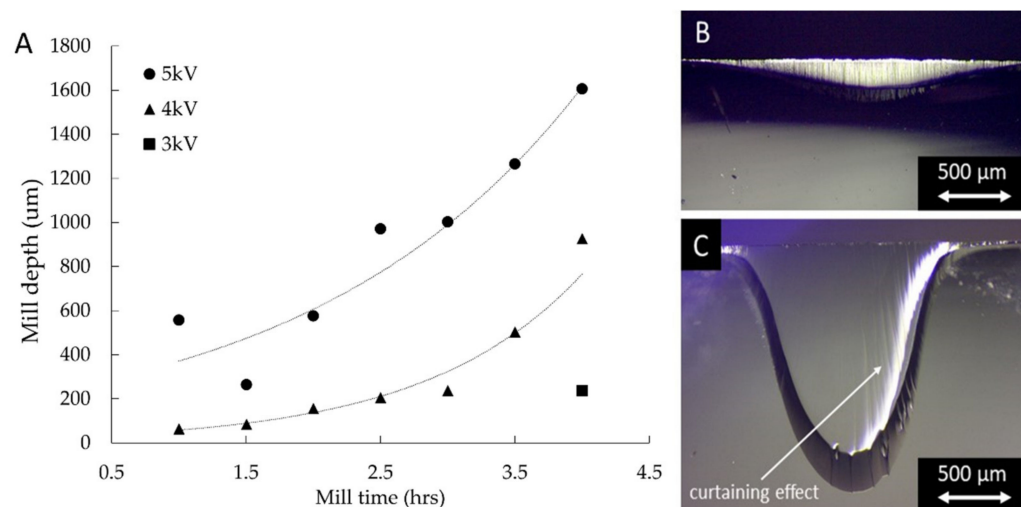 A
Mill depth (um)
1800
1600
1400
1200
1000
800
600
400
200
0
5kV
4kV
3kV
0.5
1.5
2.5
3.5
4.5
Mill time (hrs)
B
500 µm
C
curtaining effect
500 µm